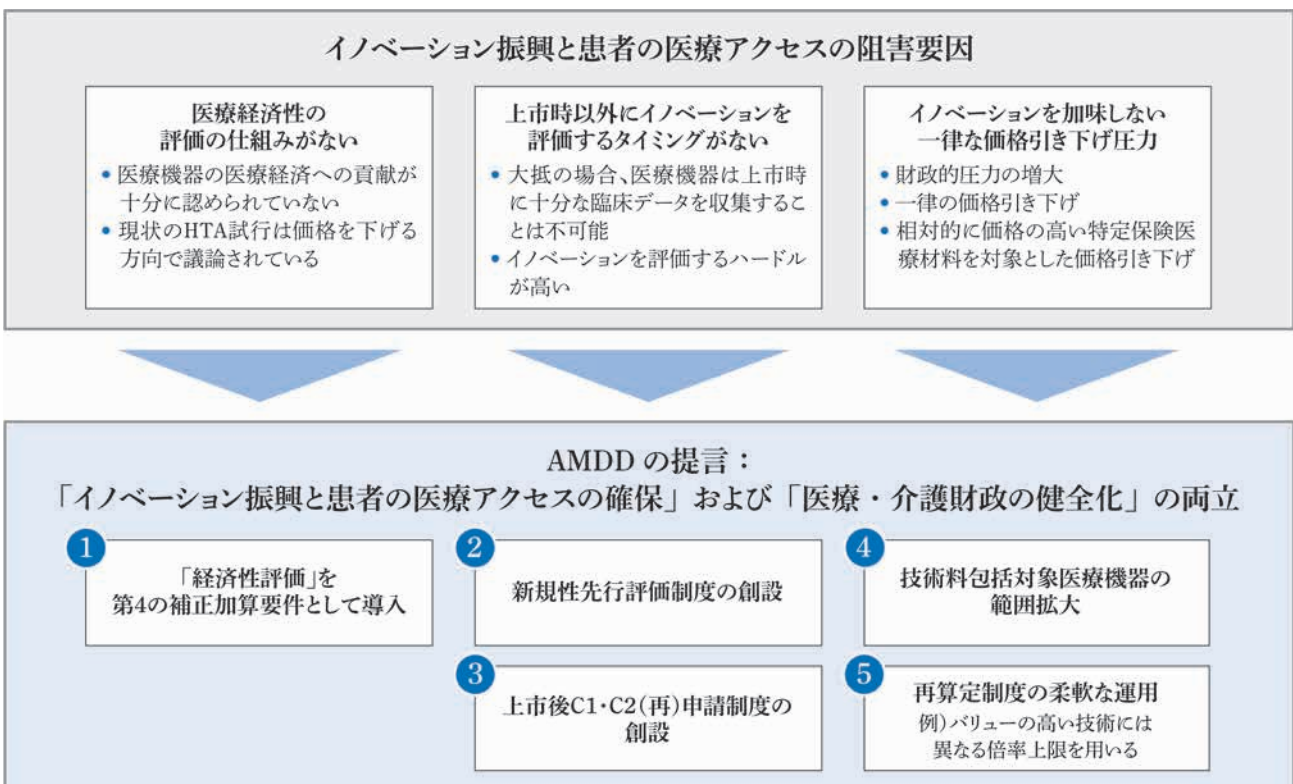 イノベーション振興と患者の医療アクセスの阻害要因
医療経済性の
評価の仕組みがない
• 医療機器の医療経済への貢献が
十分に認められていない
• 現状のHTA試行は価格を下げる
方向で議論されている
上市時以外にイノベーションを
評価するタイミングがない
• 大抵の場合、医療機器は上市時
に十分な臨床データを収集するこ
とは不可能
• イノベーションを評価するハードル
が高い
イノベーションを加味しない
一律な価格引き下げ圧力
• 財政的圧力の増大
• 一律の価格引き下げ
• 相対的に価格の高い特定保険医
療材料を対象とした価格引き下げ
AMDD の提言：
「イノベーション振興と患者の医療アクセスの確保」および「医療・介護財政の健全化」の両立
1
「経済性評価」を
第4の補正加算要件として導入
2
新規性先行評価制度の創設
3
上市後C1・C2(再)申請制度の
創設
4
技術料包括対象医療機器の
範囲拡大
5
再算定制度の柔軟な運用
例)バリューの高い技術には
異なる倍率上限を用いる